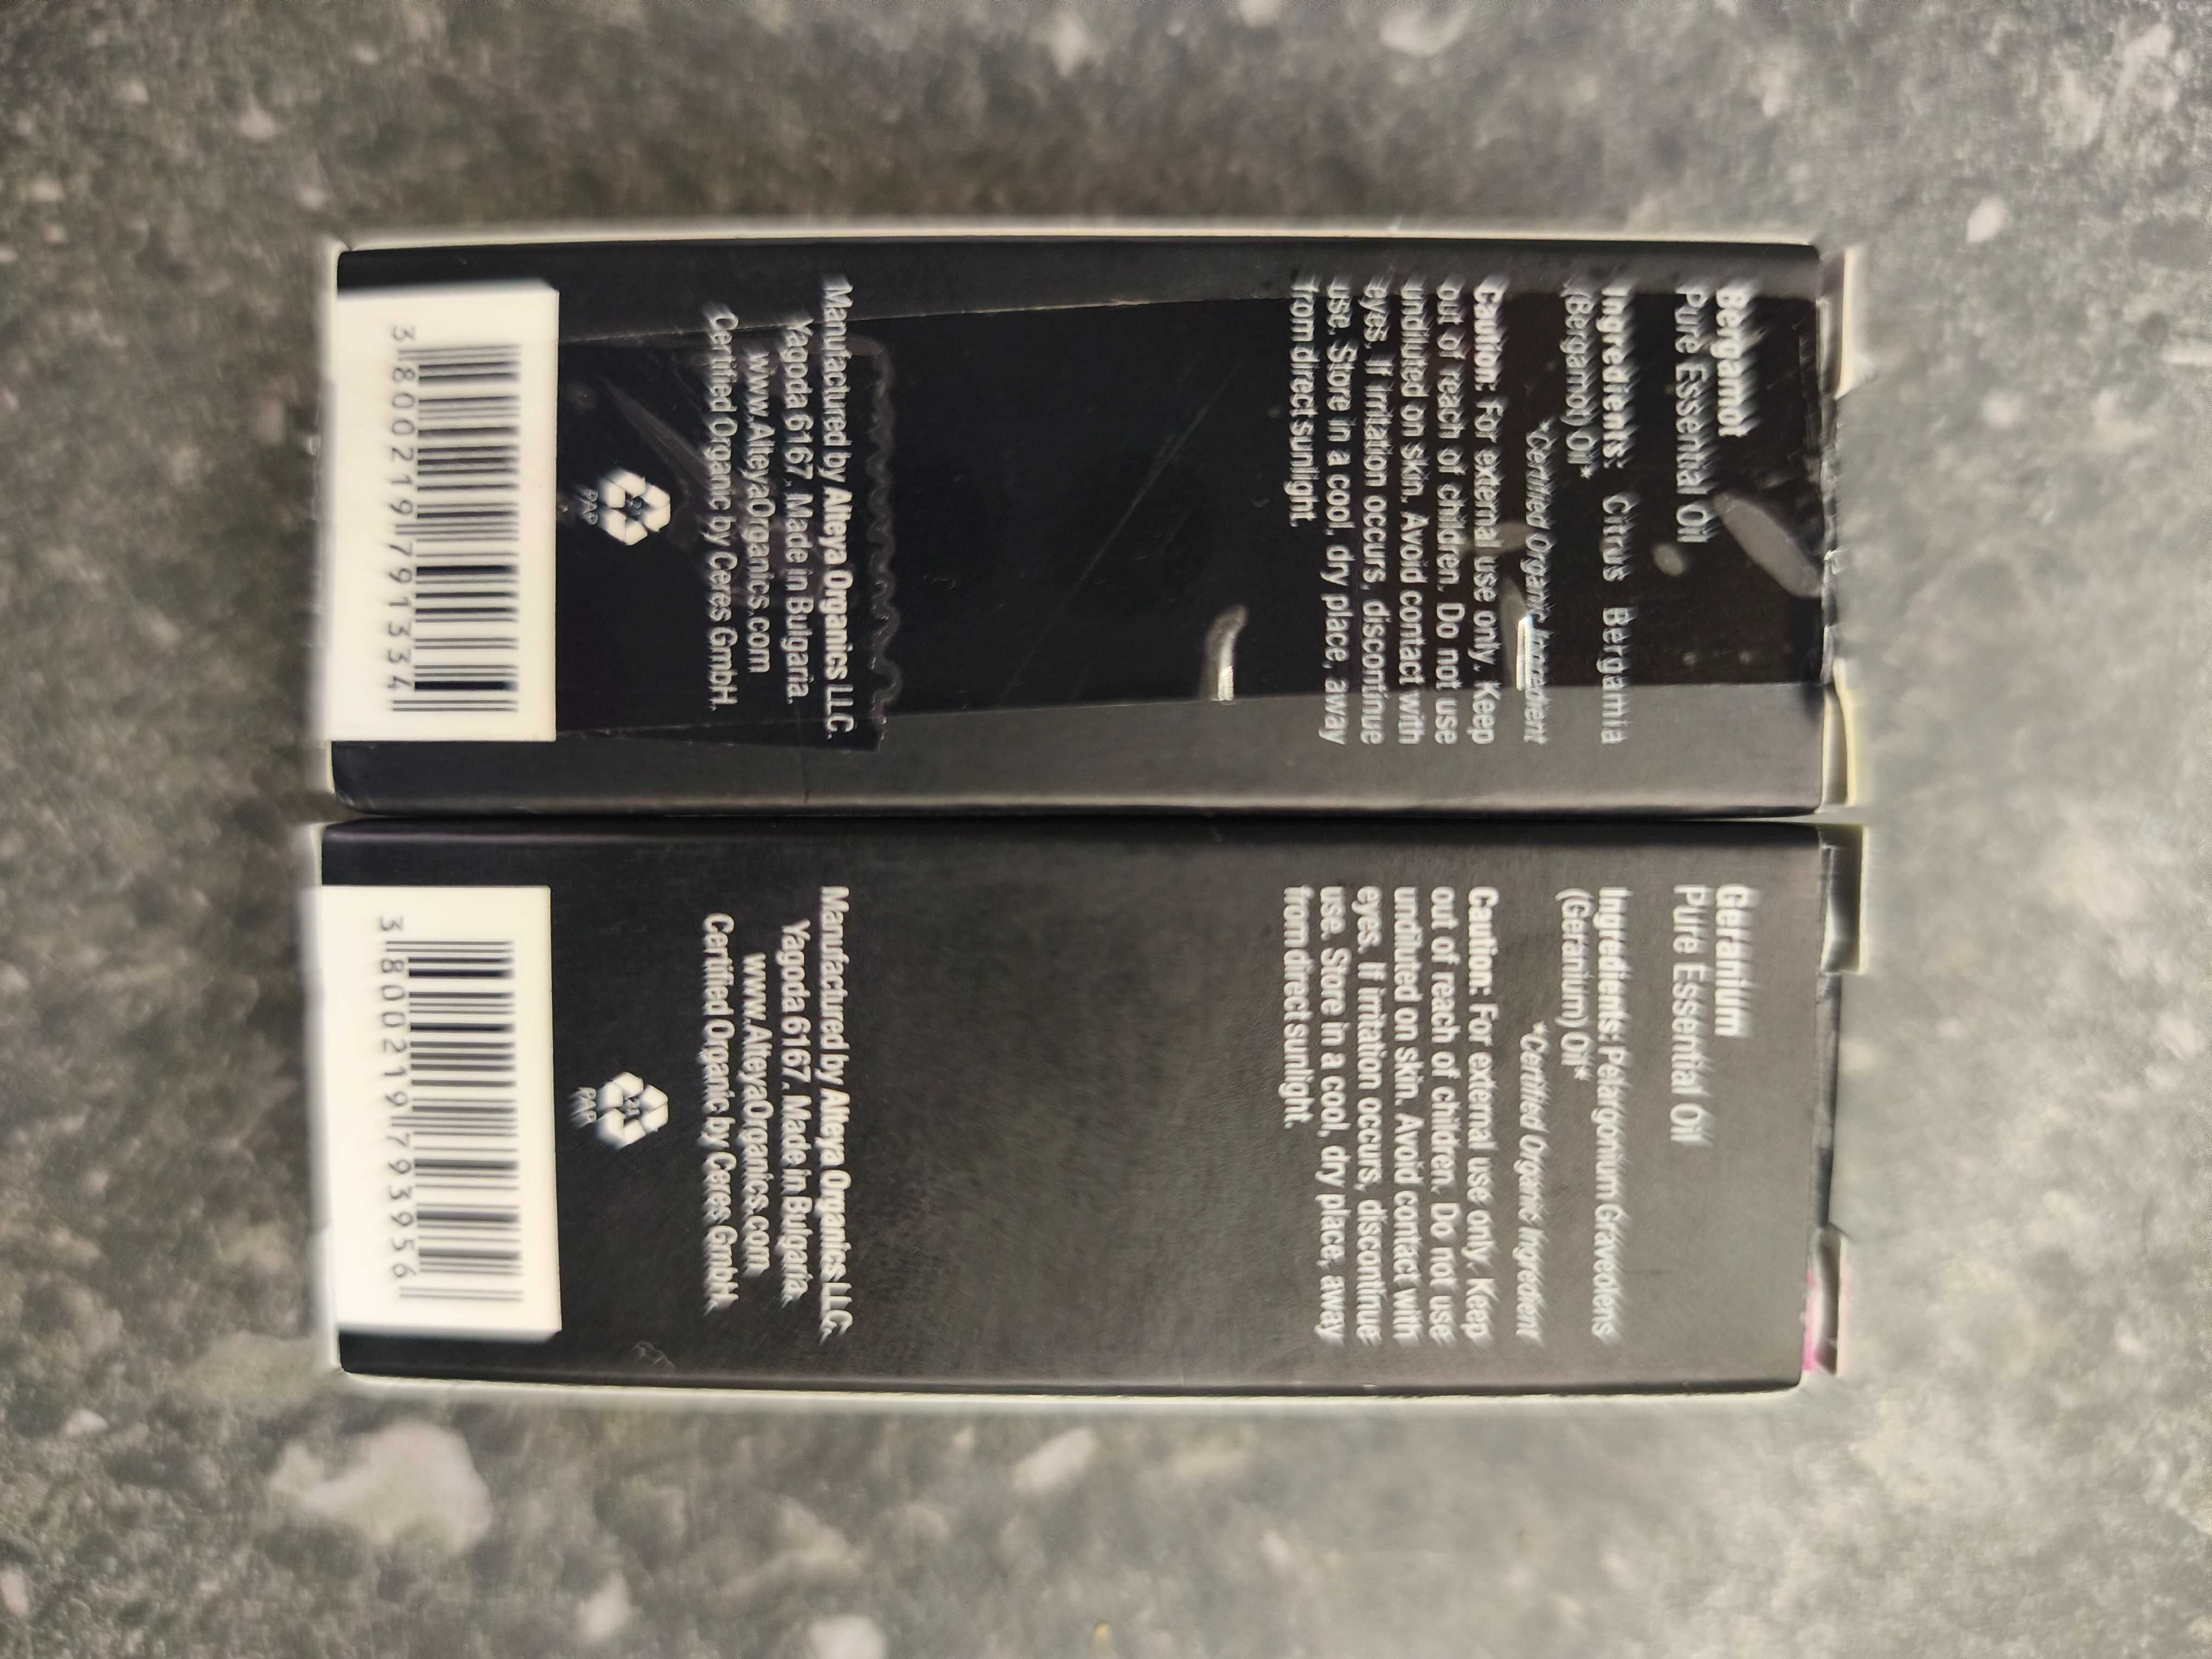 Bergamot
Pure Essential Oil
Ingredients: Citrus Bergamia
(Bergamot) Oil*
*Certified Organic Ingredient
Caution: For external use only. Keep
out of reach of children. Do not use
undiluted on skin. Avoid contact with
eyes. If irritation occurs, discontinue
use. Store in a cool, dry place, away
from direct sunlight.
Manufactured by Alteya Organics LLC.
Yagoda 6167, Made in Bulgaria.
www.AlteyaOrganics.com
Certified Organic by Ceres GmbH.
21
PAP
3800219791334
Geranium
Pure Essential Oil
Ingredients: Pelargonium Graveolens
(Geranium) Oil*
*Certified Organic Ingredient
Caution: For external use only. Keep
out of reach of children. Do not use
undiluted on skin. Avoid contact with
eyes. If irritation occurs, discontinue
use. Store in a cool, dry place, away
from direct sunlight.
Manufactured by Alteya Organics LLC.
Yagoda 6167. Made in Bulgaria.
www.AlteyaOrganics.com
Certified Organic by Ceres GmbH.
21
PAP
3800219793956